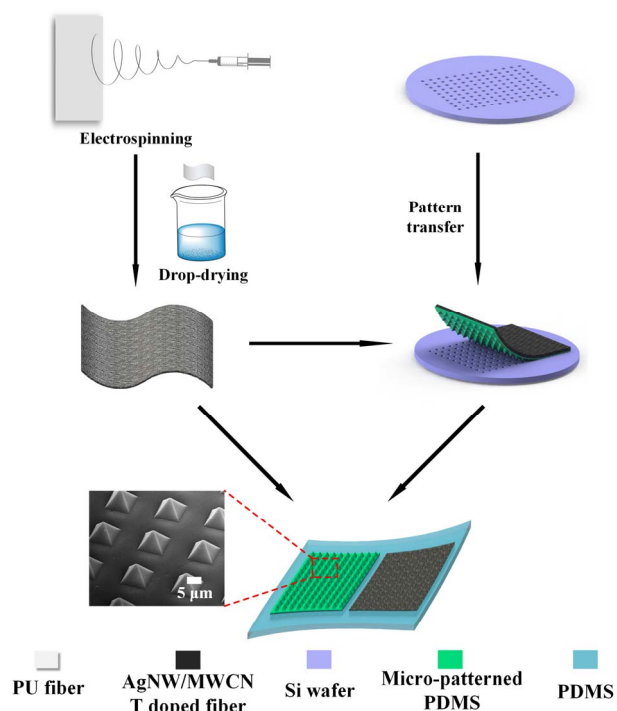 Electrospinning
Drop-drying
Pattern
transfer
5 μm
PU fiber
AgNW/MWCN
T doped fiber
Si wafer
Micro-patterned
PDMS
PDMS